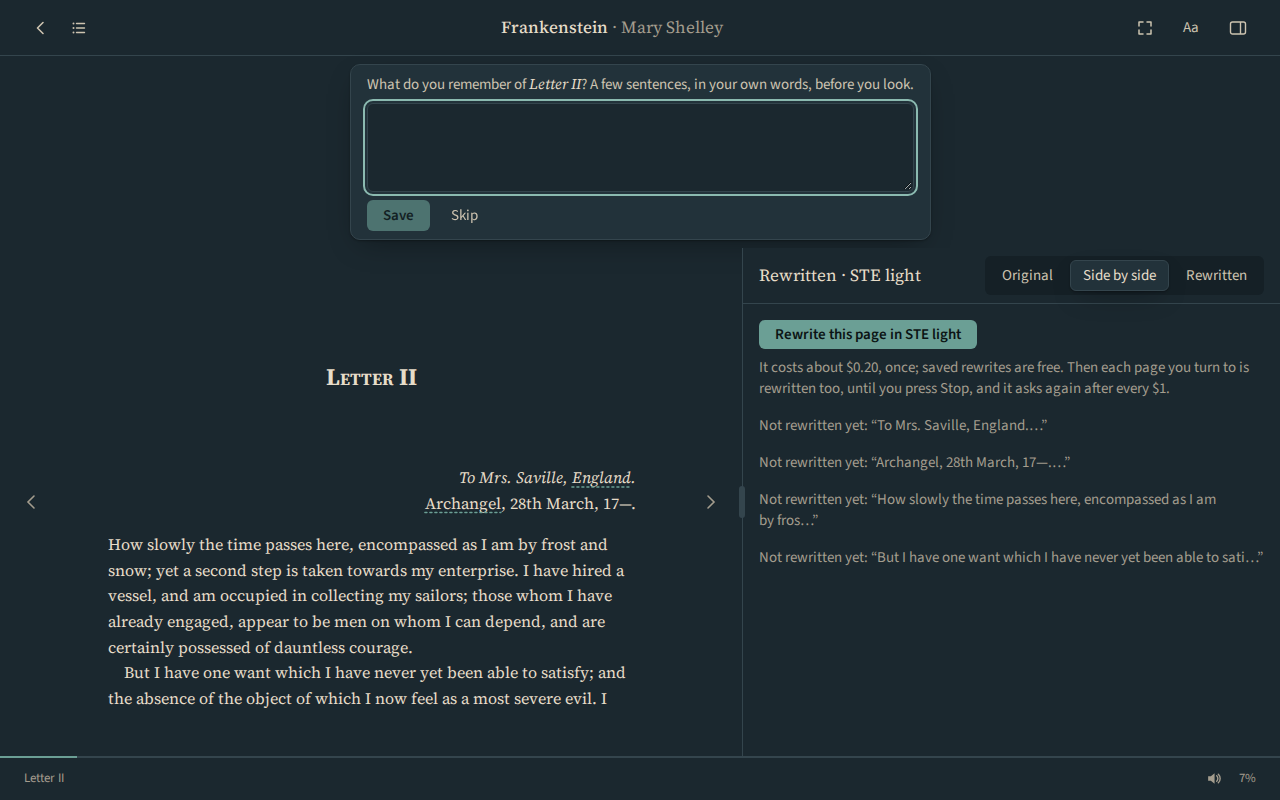 Frankenstein · Mary Shelley
Aa
What do you remember of Letter II? A few sentences, in your own words, before you look.
Save
Skip
Rewritten · STE light
Original
Side by side
Rewritten
Rewrite this page in STE light
It costs about $0.20, once; saved rewrites are free. Then each page you turn to is
rewritten too, until you press Stop, and it asks again after every $1.
Not rewritten yet: “To Mrs. Saville, England.…”
Not rewritten yet: “Archangel, 28th March, 17—.…”
Not rewritten yet: “How slowly the time passes here, encompassed as I am
by fros…”
Not rewritten yet: “But I have one want which I have never yet been able to sati…”
Letter II
To Mrs. Saville, England.
Archangel, 28th March, 17—.
How slowly the time passes here, encompassed as I am by frost and
snow; yet a second step is taken towards my enterprise. I have hired a
vessel, and am occupied in collecting my sailors; those whom I have
already engaged, appear to be men on whom I can depend, and are
certainly possessed of dauntless courage.
But I have one want which I have never yet been able to satisfy; and
the absence of the object of which I now feel as a most severe evil. I
Letter II
7%